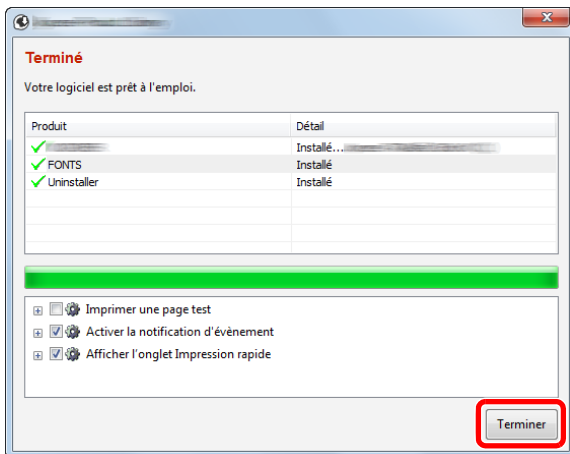 Terminé
Votre logiciel est prêt à l'emploi.
Produit Détail
Installé...
FONTS Installé
Uninstaller Installé
Imprimer une page test
Activer la notification d'évènement
Afficher l'onglet Impression rapide
Terminer